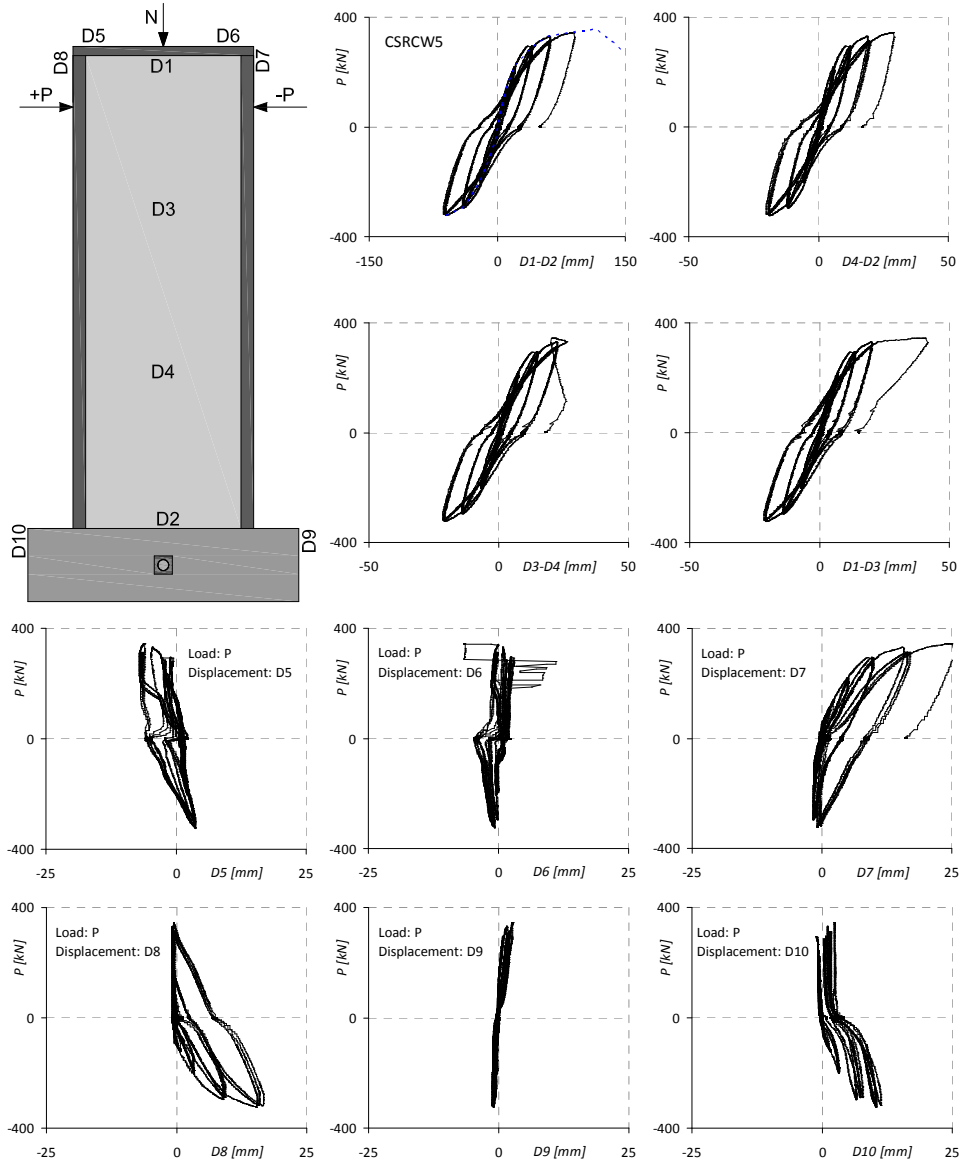 N
D5
D6
D8
D7
D1
+P
-P
D3
D4
D2
D10
D9
CSRCW5
P [kN]
400
0
-400
-150
0
D1-D2 [mm]
150
P [kN]
400
0
-400
-50
0
D4-D2 [mm]
50
P [kN]
400
0
-400
-50
0
D3-D4 [mm]
50
P [kN]
400
0
-400
-50
0
D1-D3 [mm]
50
P [kN]
400
0
-400
Load: P
Displacement: D5
-25
0
D5 [mm]
25
P [kN]
400
0
-400
Load: P
Displacement: D6
-25
0
D6 [mm]
25
P [kN]
400
0
-400
Load: P
Displacement: D7
-25
0
D7 [mm]
25
P [kN]
400
0
-400
Load: P
Displacement: D8
-25
0
D8 [mm]
25
P [kN]
400
0
-400
Load: P
Displacement: D9
-25
0
D9 [mm]
25
P [kN]
400
0
-400
Load: P
Displacement: D10
-25
0
D10 [mm]
25